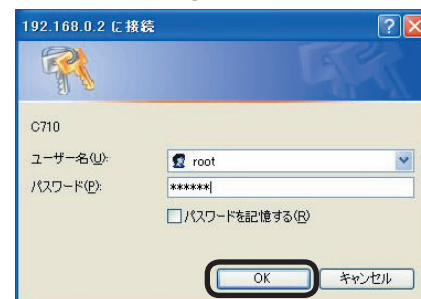 192.168.0.2 に接続
C710
ユーザー名(U):
root
パスワード(P):
******
パスワードを記憶する(R)
OK
キャンセル